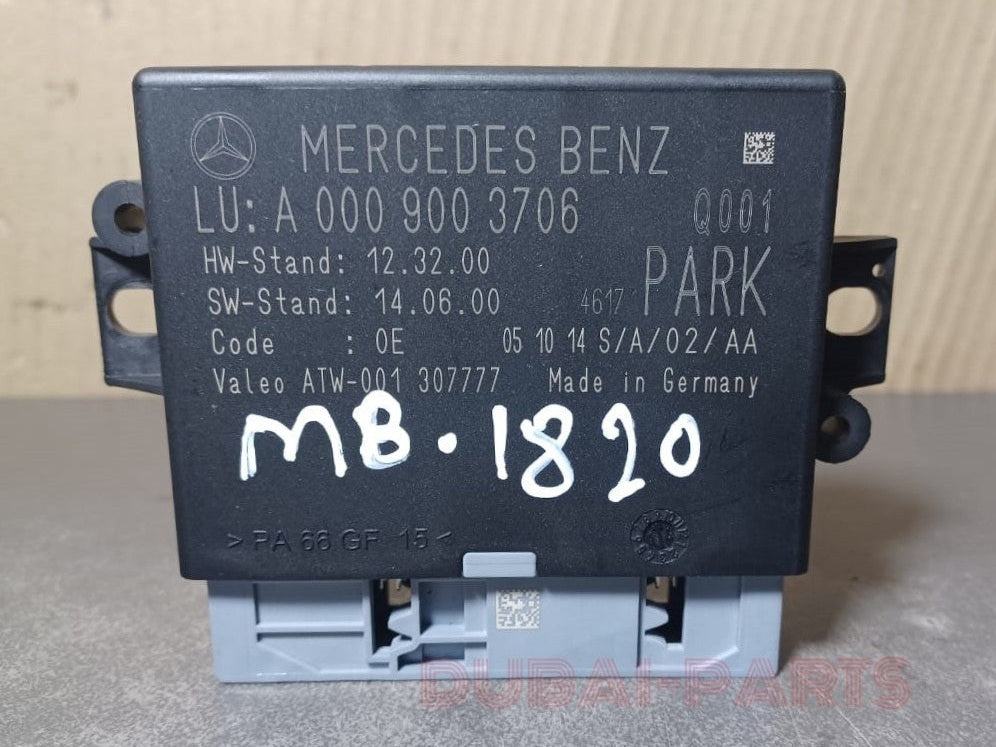 MERCEDES BENZ
LU: A 000 900 3706 Q001
HW-Stand: 12.32.00
SW-Stand: 14.06.00 4617 PARK
Code : 0E 05 10 14 S/A/02/AA
Valeo ATW-001 307777 Made in Germany
MB.1820
> PA 66 GF 15 <
DUBAI-PARTS